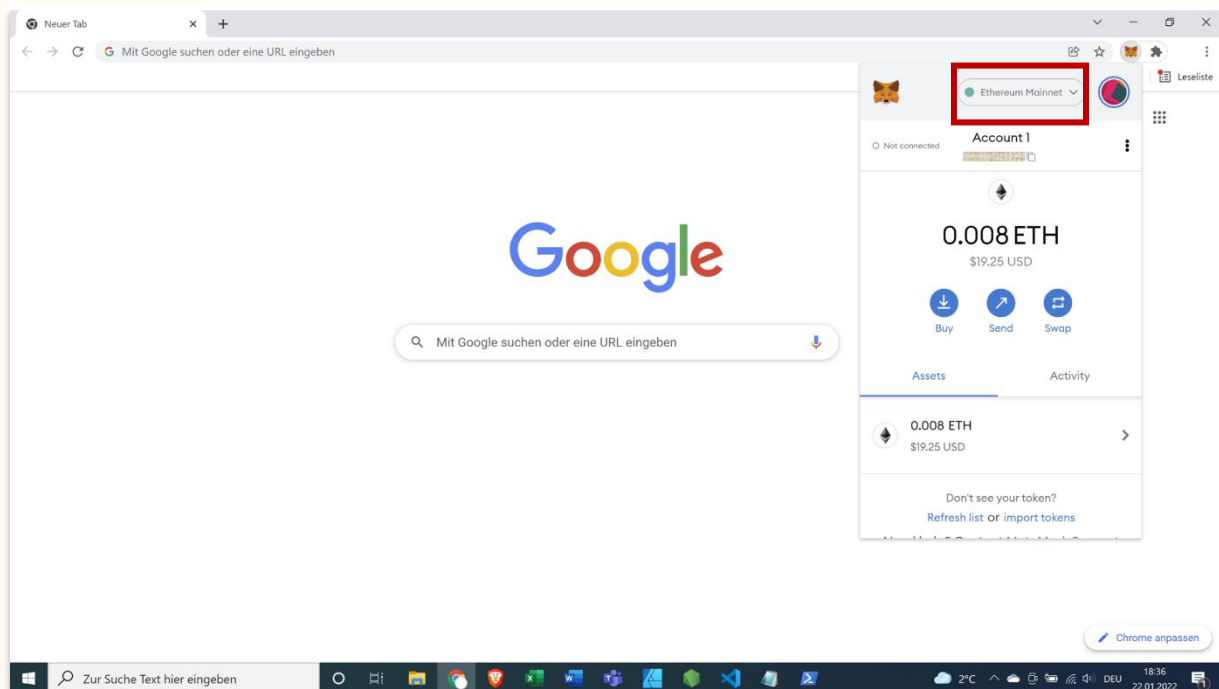 Neuer Tab
Mit Google suchen oder eine URL eingeben
Leseliste
Ethereum Mainnet
Not connected
Account 1
0.008 ETH
$19.25 USD
Buy Send Swap
Assets Activity
0.008 ETH
$19.25 USD
Don't see your token?
Refresh list or import tokens
Google
Mit Google suchen oder eine URL eingeben
Chrome anpassen
Zur Suche Text hier eingeben
2°C
DEU
18:36
22.01.2022